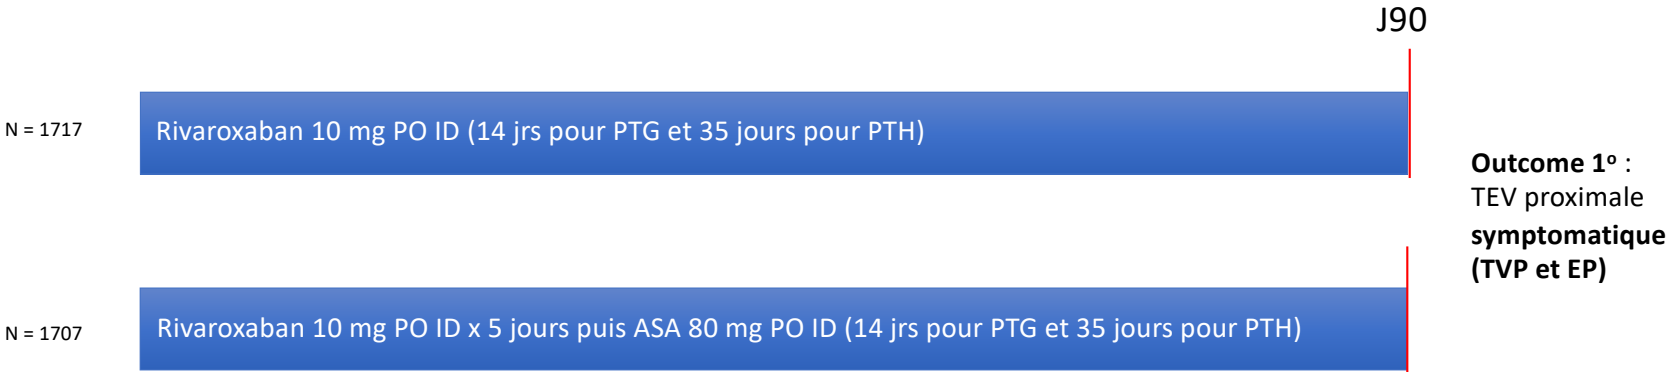 J90
N = 1717
Rivaroxaban 10 mg PO ID (14 jrs pour PTG et 35 jours pour PTH)
Outcome 1º :
TEV proximale
symptomatique
(TVP et EP)
N = 1707
Rivaroxaban 10 mg PO ID x 5 jours puis ASA 80 mg PO ID (14 jrs pour PTG et 35 jours pour PTH)